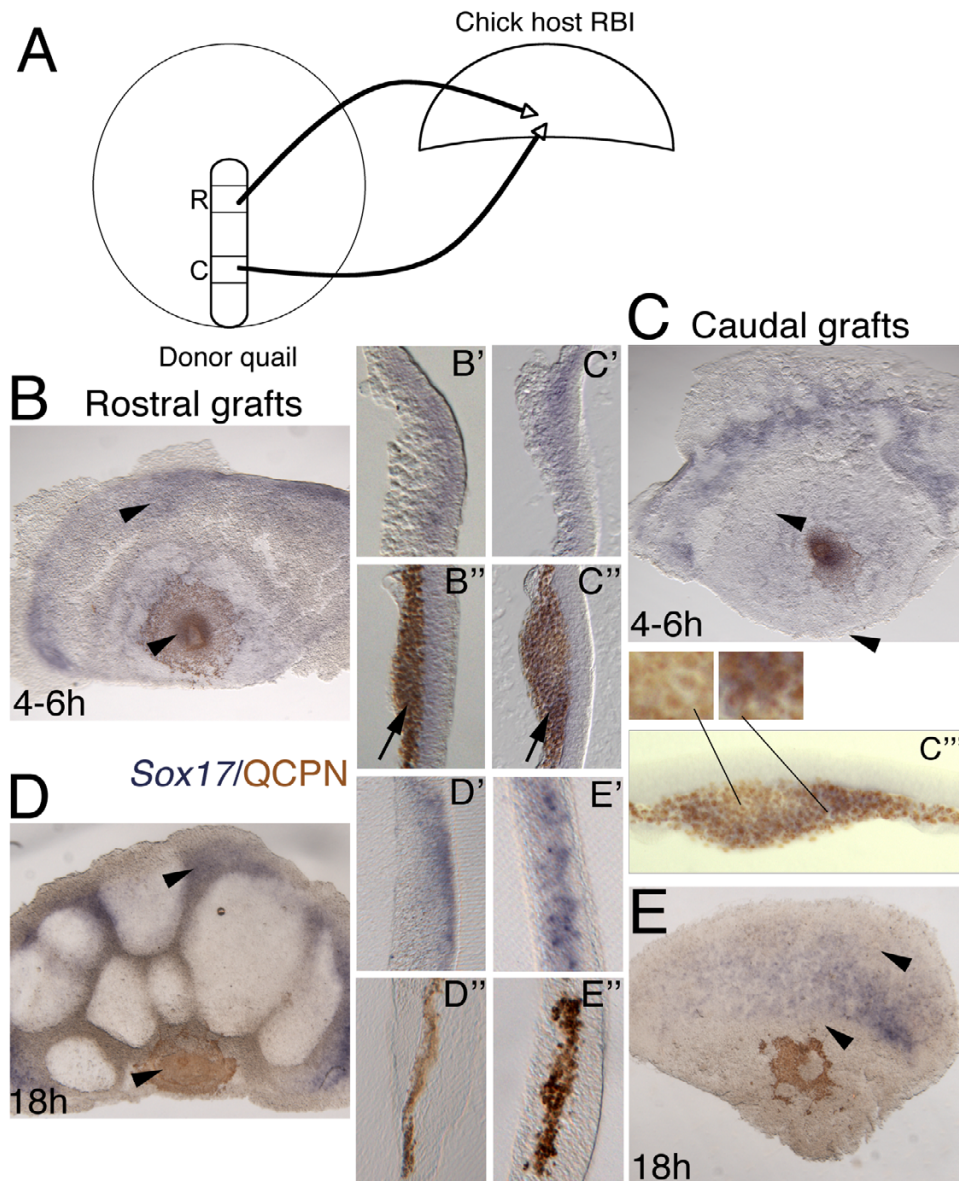 A
Chick host RBI
R
C
Donor quail
B
Rostral grafts
B'
C'
C
Caudal grafts
B''
C''
4-6h
4-6h
Sox17/QCPN
C'''
D
D'
E'
E
D''
E''
18h
18h